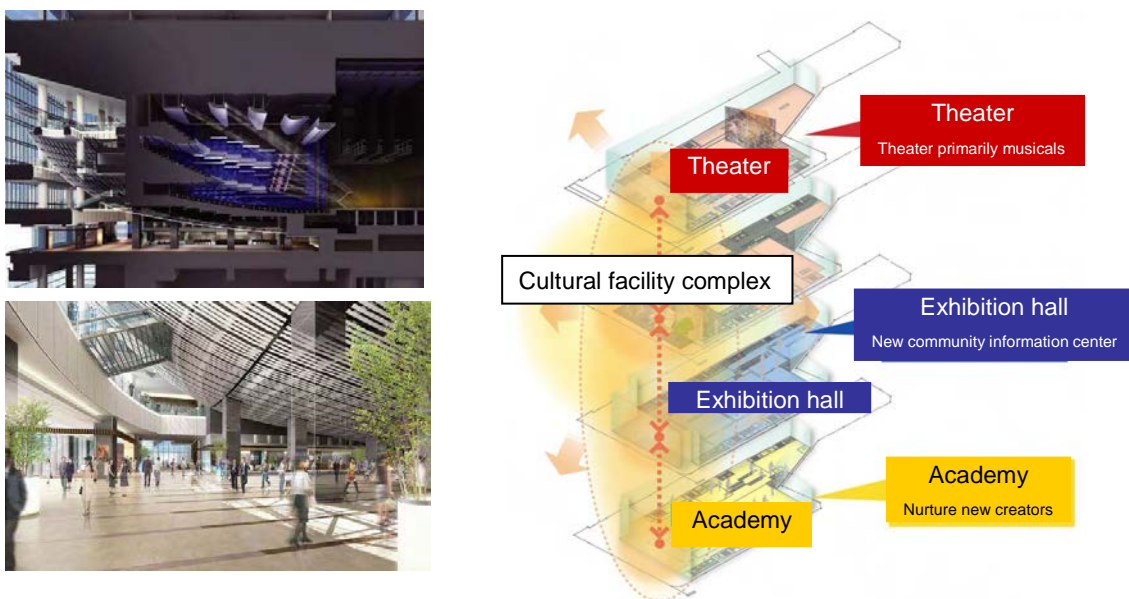 Theater
Theater primarily musicals
Theater
Cultural facility complex
Exhibition hall
New community information center
Exhibition hall
Academy
Nurture new creators
Academy